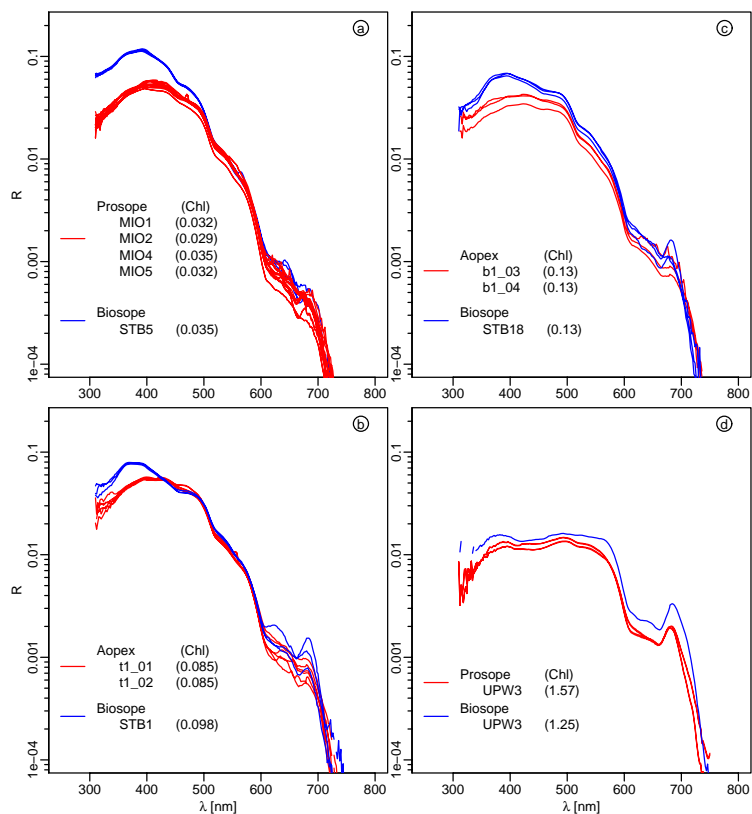 a
0.1
0.01
0.001
1e−04
R
Prosope (Chl)
MIO1 (0.032)
MIO2 (0.029)
MIO4 (0.035)
MIO5 (0.032)
Biosope
STB5 (0.035)
300 400 500 600 700 800
c
0.1
0.01
0.001
1e−04
Aopex (Chl)
b1_03 (0.13)
b1_04 (0.13)
Biosope
STB18 (0.13)
300 400 500 600 700 800
b
0.1
0.01
0.001
1e−04
R
Aopex (Chl)
t1_01 (0.085)
t1_02 (0.085)
Biosope
STB1 (0.098)
300 400 500 600 700 800
λ [nm]
d
0.1
0.01
0.001
1e−04
Prosope (Chl)
UPW3 (1.57)
Biosope
UPW3 (1.25)
300 400 500 600 700 800
λ [nm]